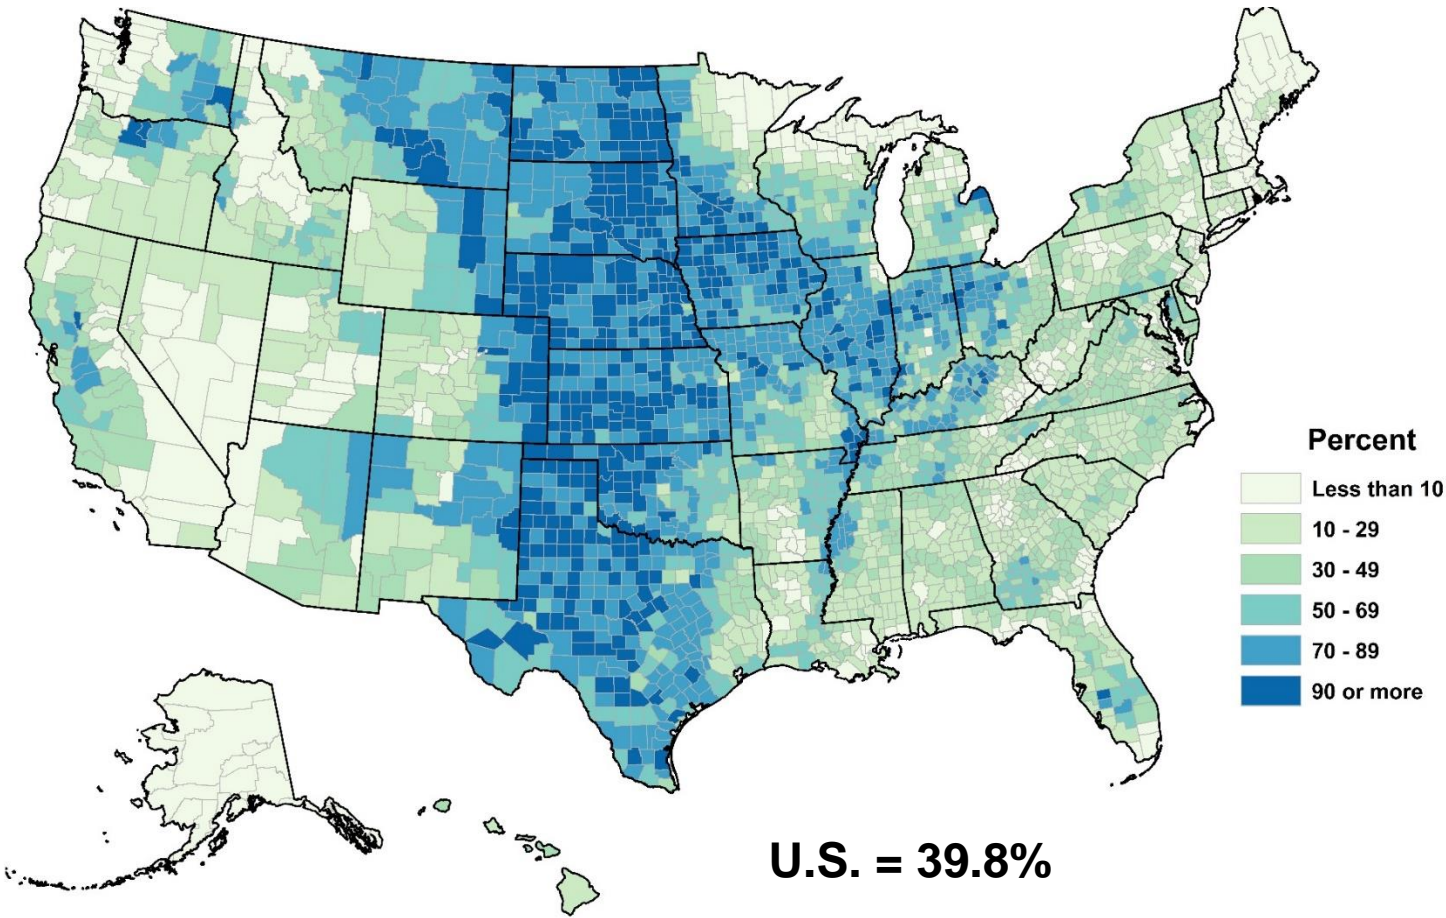 Percent
Less than 10
10 - 29
30 - 49
50 - 69
70 - 89
90 or more
U.S. = 39.8%